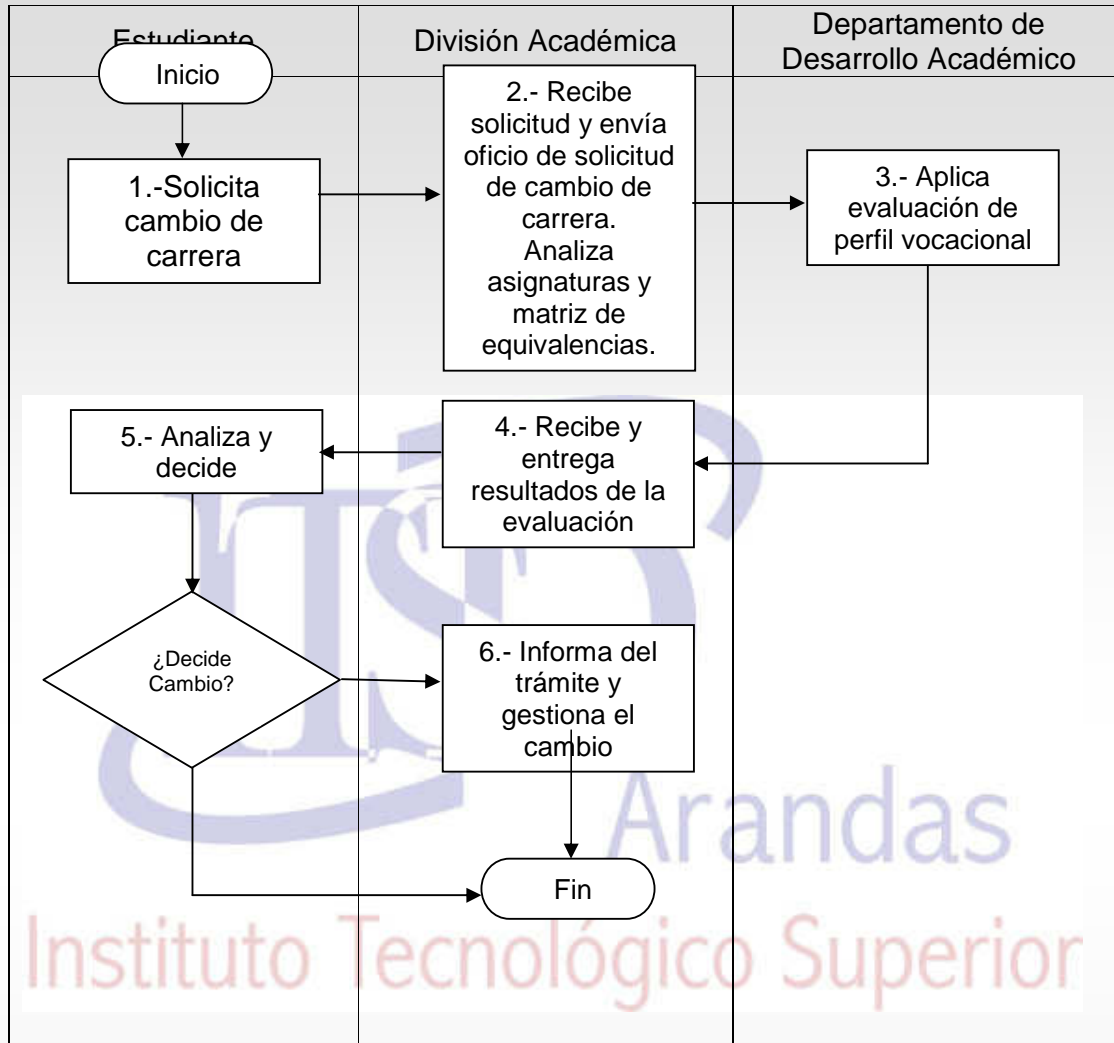 Estudiante
División Académica
Departamento de
Desarrollo Académico
Inicio
1.-Solicita
cambio de
carrera
2.- Recibe
solicitud y envía
oficio de solicitud
de cambio de
carrera.
Analiza
asignaturas y
matriz de
equivalencias.
3.- Aplica
evaluación de
perfil vocacional
4.- Recibe y
entrega
resultados de la
evaluación
5.- Analiza y
decide
¿Decide
Cambio?
6.- Informa del
trámite y
gestiona el
cambio
Fin
ITS
Arandas
Instituto Tecnológico Superior